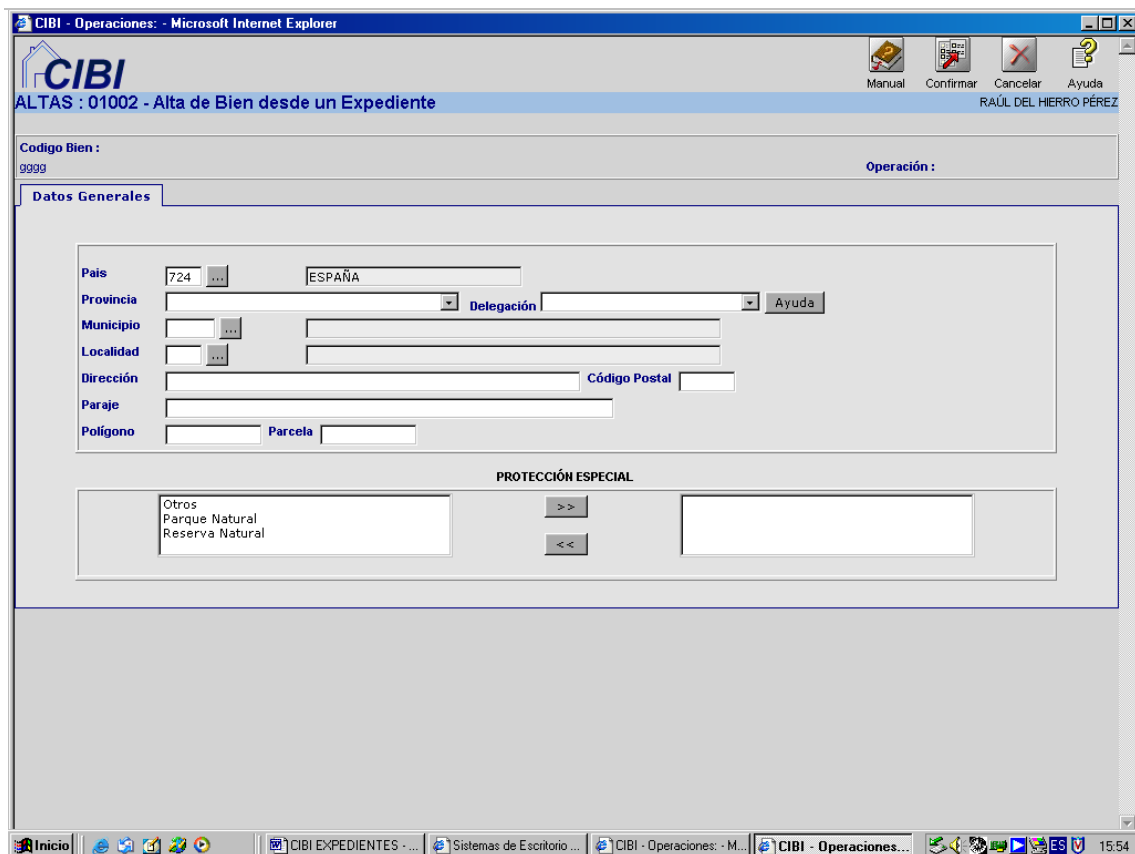 CIBI - Operaciones: - Microsoft Internet Explorer
CIBI
Manual Confirmar Cancelar Ayuda
ALTAS : 01002 - Alta de Bien desde un Expediente RAÚL DEL HIERRO PÉREZ
Codigo Bien :
gggg Operación :
Datos Generales
Pais 724 ... ESPAÑA
Provincia Delegación Ayuda
Municipio ...
Localidad ...
Dirección Código Postal
Paraje
Polígono Parcela
PROTECCIÓN ESPECIAL
Otros >>
Parque Natural
Reserva Natural
<<
Inicio CIBI EXPEDIENTES - ... Sistemas de Escritorio ... CIBI - Operaciones: - M... CIBI - Operaciones... ES 15:54